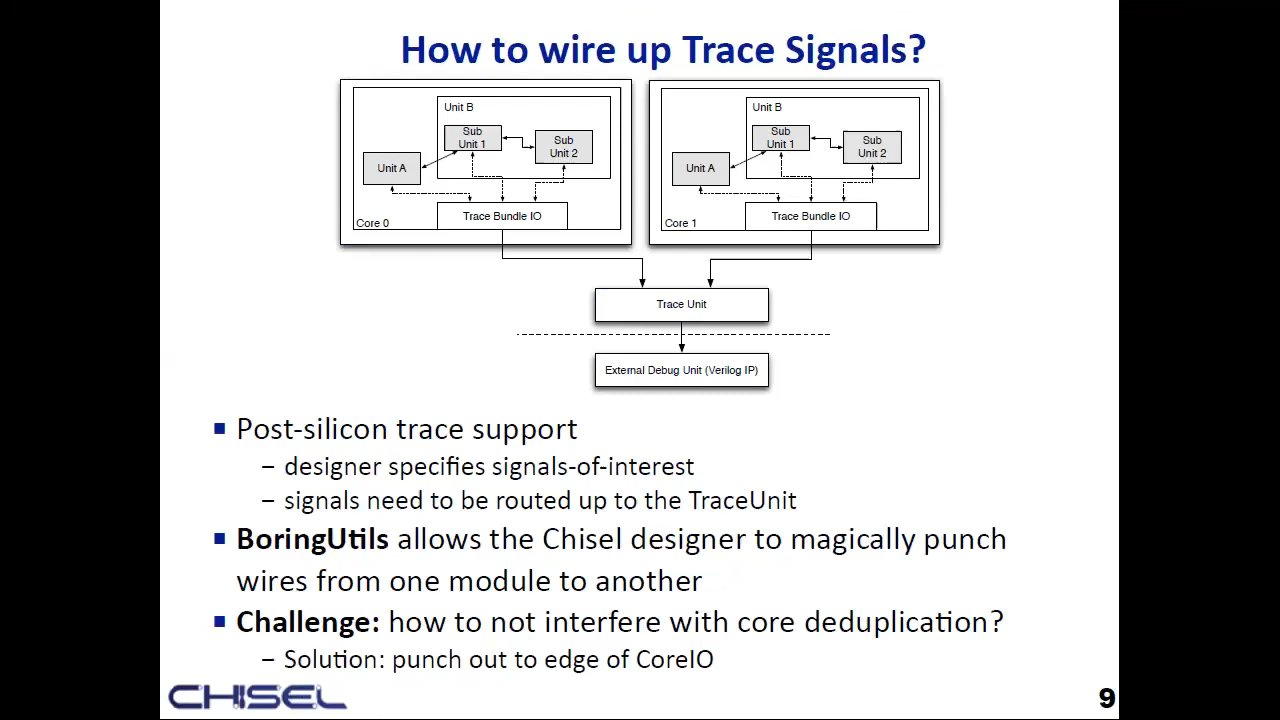 How to wire up Trace Signals?
Unit B
Sub
Unit 1
Sub
Unit 2
Unit A
Trace Bundle IO
Core 0
Unit B
Sub
Unit 1
Sub
Unit 2
Unit A
Trace Bundle IO
Core 1
Trace Unit
External Debug Unit (Verilog IP)
Post-silicon trace support
– designer specifies signals-of-interest
– signals need to be routed up to the TraceUnit
BoringUtils allows the Chisel designer to magically punch
wires from one module to another
Challenge: how to not interfere with core deduplication?
– Solution: punch out to edge of CoreIO
CHISEL
9